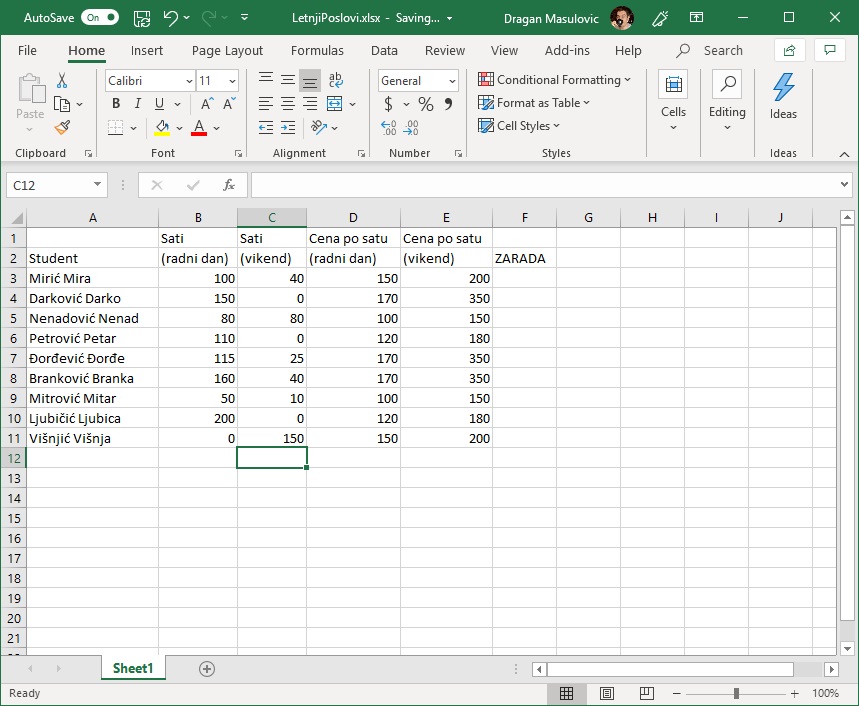 AutoSave On LetnjiPoslovi.xlsx - Saving... Dragan Masulovic
File Home Insert Page Layout Formulas Data Review View Add-ins Help Search
Paste Calibri 11 ab General Conditional Formatting Cells Editing Ideas
B I U A A $ % Format as Table
A Cell Styles
Clipboard Font Alignment Number Styles Ideas
C12 fx
A B C D E F G H I J
1 Sati Sati Cena po satu Cena po satu
2 Student (radni dan) (vikend) (radni dan) (vikend) ZARADA
3 Mirić Mira 100 40 150 200
4 Darković Darko 150 0 170 350
5 Nenadović Nenad 80 80 100 150
6 Petrović Petar 110 0 120 180
7 Đorđević Đorđe 115 25 170 350
8 Branković Branka 160 40 170 350
9 Mitrović Mitar 50 10 100 150
10 Ljubičić Ljubica 200 0 120 180
11 Višnjić Višnja 0 150 150 200
12
13
14
15
16
17
18
19
20
21
Sheet1
Ready 100%